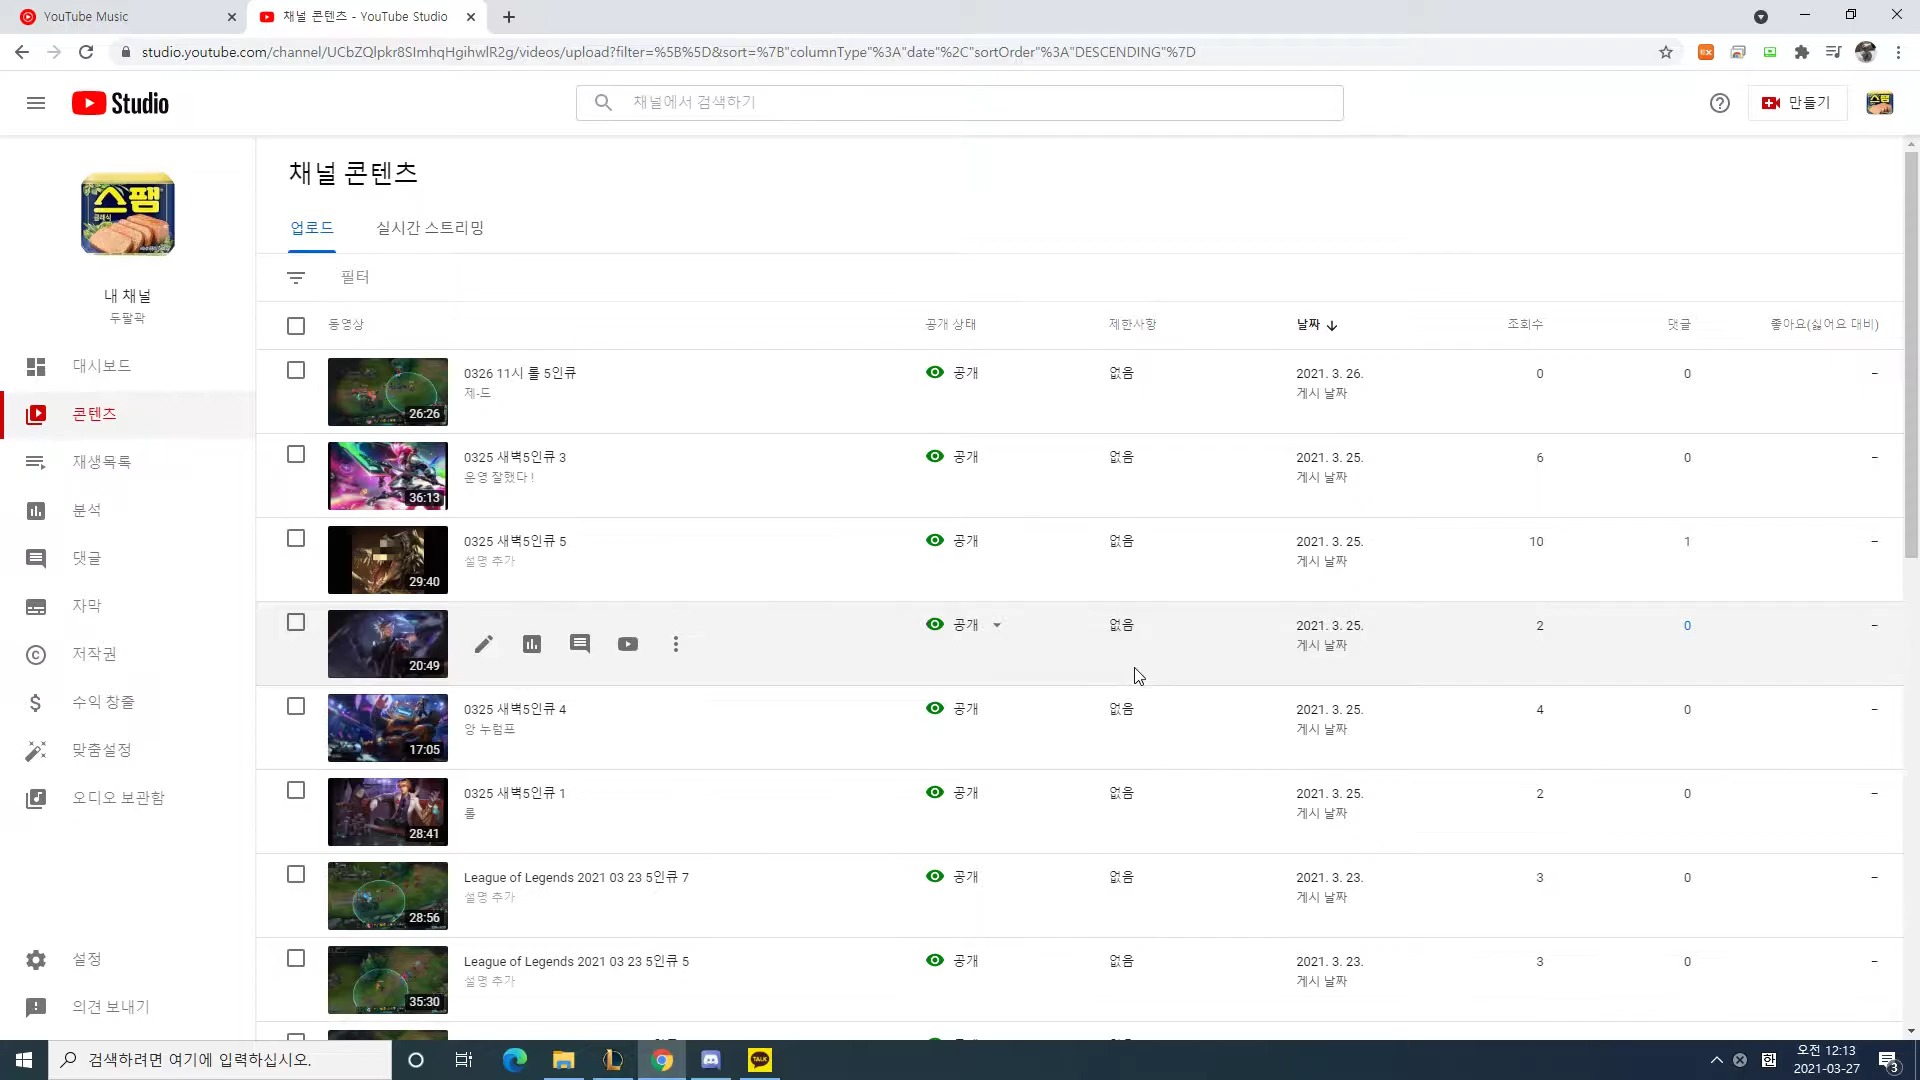 YouTube Music
채널 콘텐츠 - YouTube Studio
studio.youtube.com/channel/UCbZQlpkr8SImhqHgihwlR2g/videos/upload?filter=%5B%5D&sort=%7B"columnType"%3A"date"%2C"sortOrder"%3A"DESCENDING"%7D
Studio
채널에서 검색하기
만들기
채널 콘텐츠
업로드
실시간 스트리밍
필터
스팸
클래식
내 채널
두팔곽
대시보드
콘텐츠
재생목록
분석
댓글
자막
저작권
수익 창출
맞춤설정
오디오 보관함
설정
의견 보내기
동영상 공개 상태 제한사항 날짜 조회수 댓글 좋아요(싫어요 대비)
26:26 0326 11시 롤 5인큐 공개 없음 2021. 3. 26. 0 0 –
제-드 게시 날짜
36:13 0325 새벽5인큐 3 공개 없음 2021. 3. 25. 6 0 –
운영 잘했다 ! 게시 날짜
29:40 0325 새벽5인큐 5 공개 없음 2021. 3. 25. 10 1 –
설명 추가 게시 날짜
20:49 공개 없음 2021. 3. 25. 2 0 –
게시 날짜
17:05 0325 새벽5인큐 4 공개 없음 2021. 3. 25. 4 0 –
앙 누럼프 게시 날짜
28:41 0325 새벽5인큐 1 공개 없음 2021. 3. 25. 2 0 –
롤 게시 날짜
28:56 League of Legends 2021 03 23 5인큐 7 공개 없음 2021. 3. 23. 3 0 –
설명 추가 게시 날짜
35:30 League of Legends 2021 03 23 5인큐 5 공개 없음 2021. 3. 23. 3 0 –
설명 추가 게시 날짜
검색하려면 여기에 입력하십시오.
TALK
한
오전 12:13
2021-03-27
3